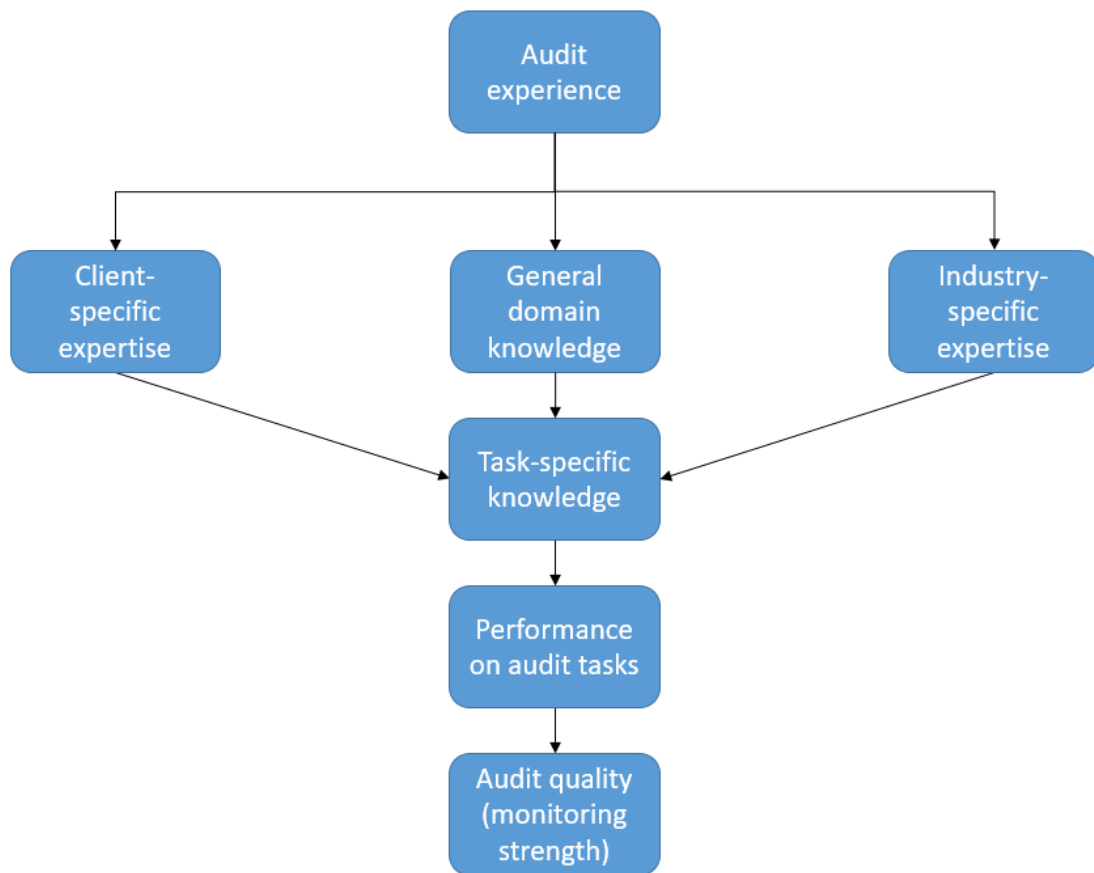 Audit
experience
Client-
specific
expertise
General
domain
knowledge
Industry-
specific
expertise
Task-specific
knowledge
Performance
on audit tasks
Audit quality
(monitoring
strength)